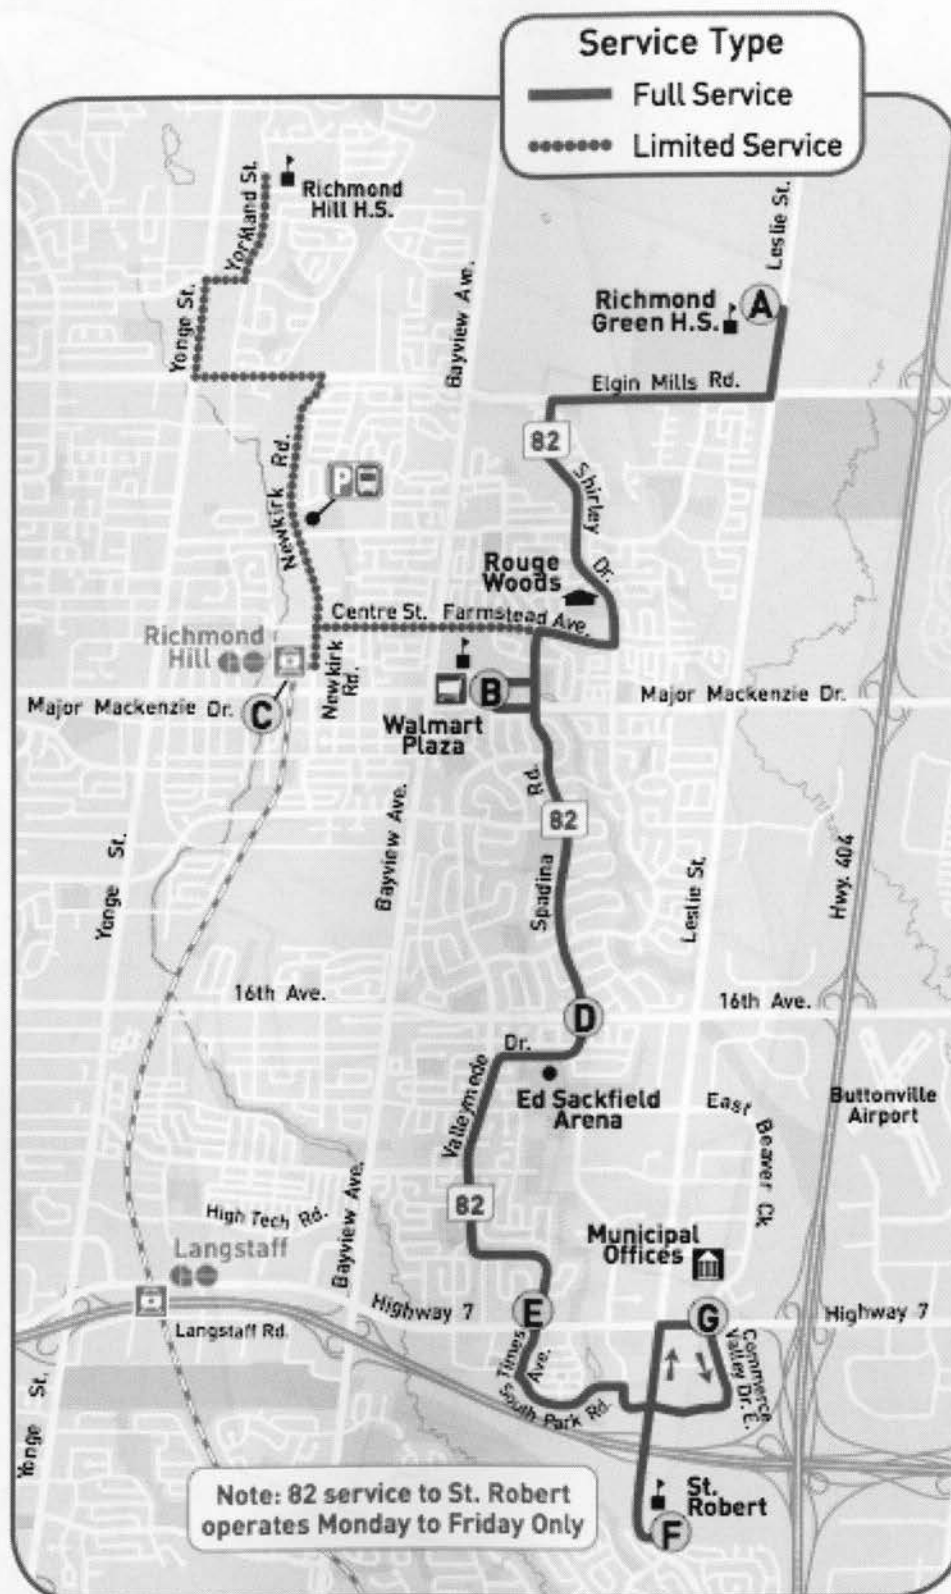 Service Type
Full Service
Limited Service
Richmond
Hill H.S.
Yorkland St.
Yonge St.
Bayview Ave.
Leslie St.
Richmond
Green H.S.
A
Elgin Mills Rd.
82
Shirley Dr.
Newkirk Rd.
P
Rouge
Woods
Centre St.
Farmstead Ave.
Richmond
Hill
Newkirk
Rd.
B
Major Mackenzie Dr.
C
Walmart
Plaza
Major Mackenzie Dr.
82
Spadina Rd.
Bayview Ave.
Yonge St.
Leslie St.
Hwy. 404
16th Ave.
D
16th Ave.
Valleymede Dr.
Ed Sackfield
Arena
East Beaver Ck.
Buttonville
Airport
82
High Tech Rd.
Bayview Ave.
Langstaff
Municipal
Offices
Highway 7
E
G
Highway 7
Langstaff Rd.
Times
Ave.
South Park Rd.
Commerce
Valley Dr. E.
Yonge St.
St.
Robert
F
Note: 82 service to St. Robert
operates Monday to Friday Only